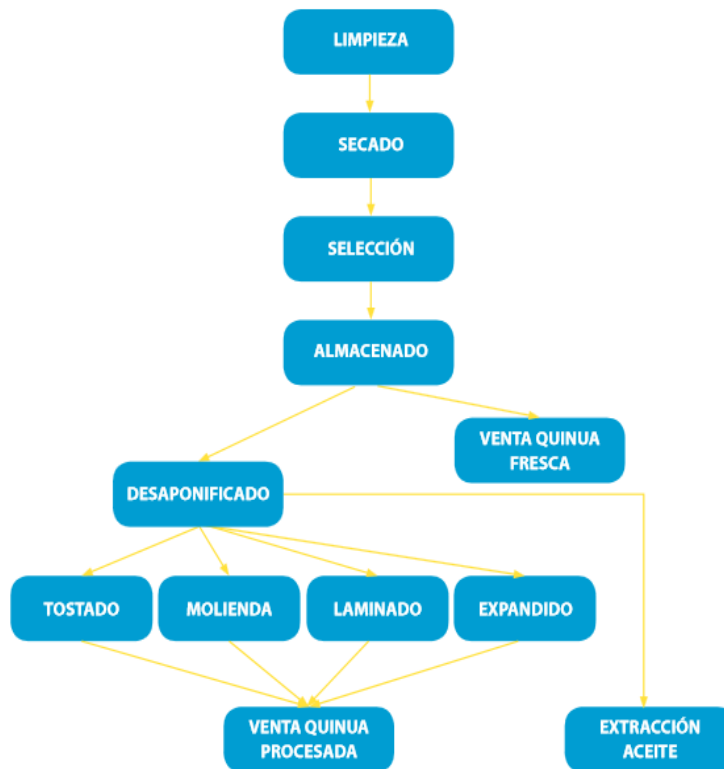 LIMPIEZA
SECADO
SELECCIÓN
ALMACENADO
VENTA QUINUA
FRESCA
DESAPONIFICADO
TOSTADO
MOLIENDA
LAMINADO
EXPANDIDO
VENTA QUINUA
PROCESADA
EXTRACCIÓN
ACEITE